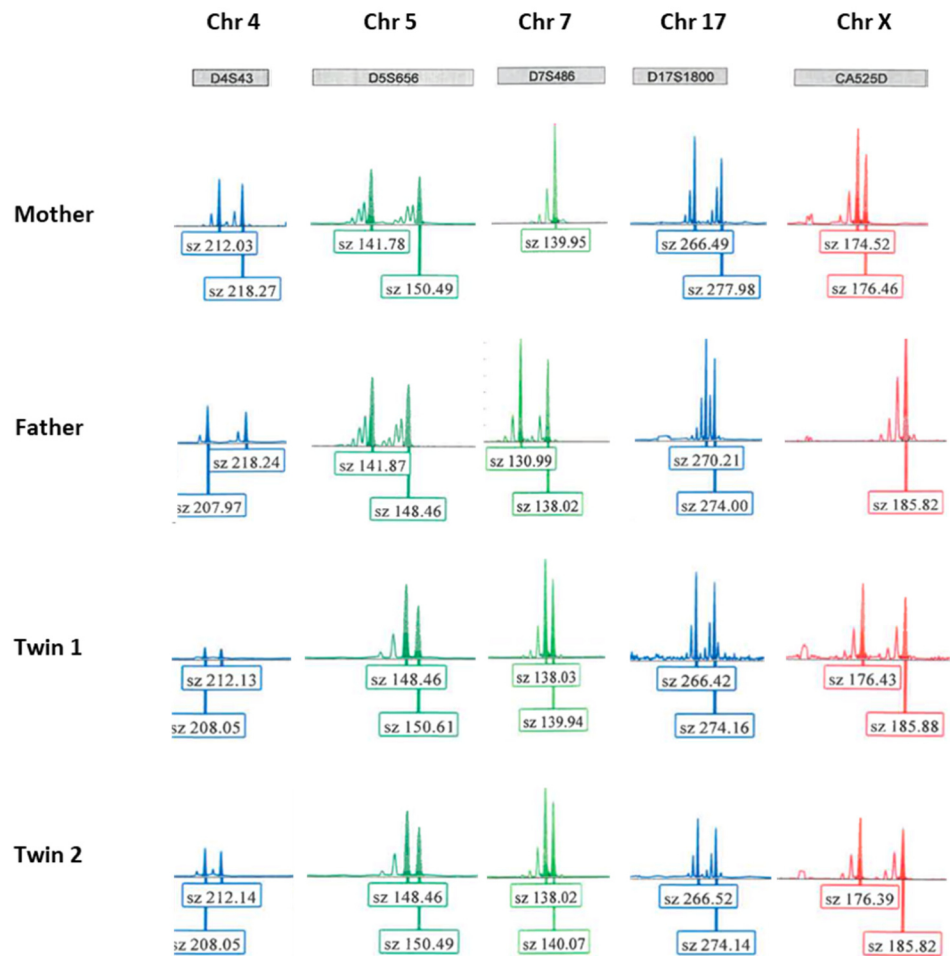 Chr 4 Chr 5 Chr 7 Chr 17 Chr X
D4S43 D5S656 D7S486 D17S1800 CA525D
Mother
sz 212.03 sz 141.78 sz 139.95 sz 266.49 sz 174.52
sz 218.27 sz 150.49 sz 277.98 sz 176.46
Father
sz 218.24 sz 141.87 sz 130.99 sz 270.21
sz 207.97 sz 148.46 sz 138.02 sz 274.00 sz 185.82
Twin 1
sz 212.13 sz 148.46 sz 138.03 sz 266.42 sz 176.43
sz 208.05 sz 150.61 sz 139.94 sz 274.16 sz 185.88
Twin 2
sz 212.14 sz 148.46 sz 138.02 sz 266.52 sz 176.39
sz 208.05 sz 150.49 sz 140.07 sz 274.14 sz 185.82